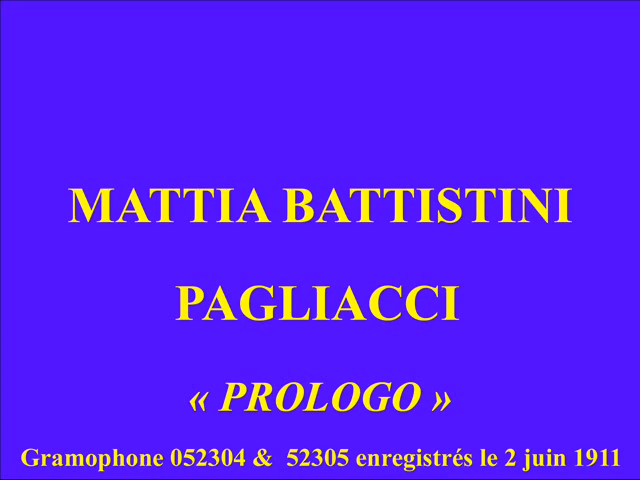 MATTIA BATTISTINI
PAGLIACCI
« PROLOGO »
Gramophone 052304 & 52305 enregistrés le 2 juin 1911